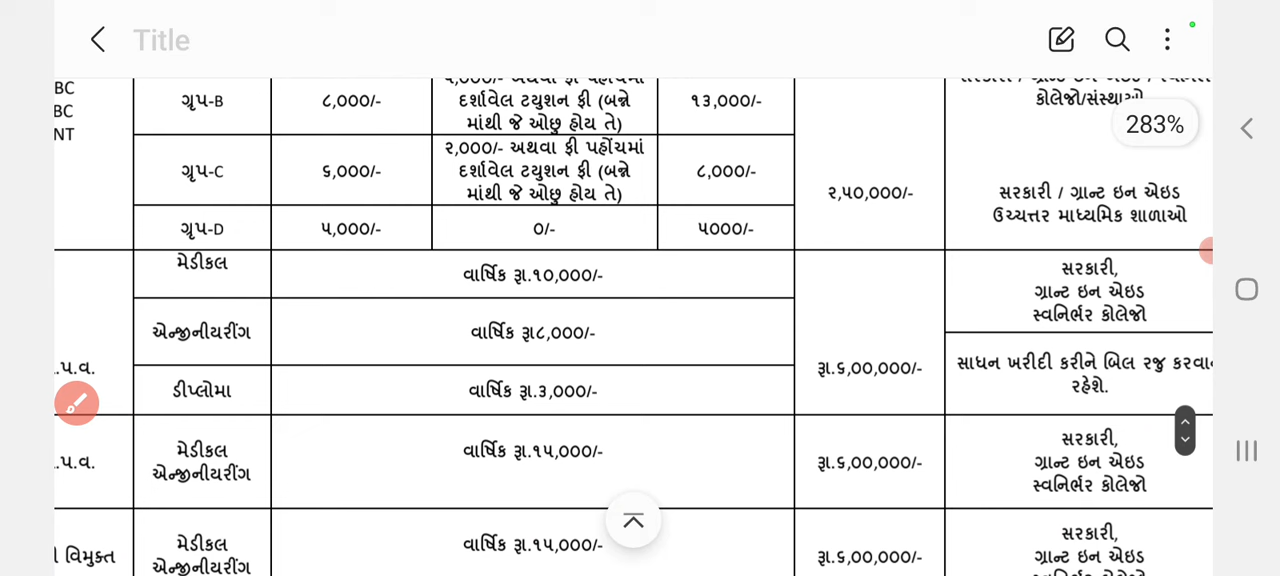 Title
BC
BC
NT
ગ્રૂપ-B
૮,૦૦૦/-
દર્શાવેલ ટયુશન ફી (બન્ને
માંથી જે ઓછુ હોય તે)
૧૩,૦૦૦/-
કોલેજો/સંસ્થાઓ
283%
ગ્રૂપ-C
૬,૦૦૦/-
૨,૦૦૦/- અથવા ફી પહોંચમાં
દર્શાવેલ ટયુશન ફી (બન્ને
માંથી જે ઓછુ હોય તે)
૮,૦૦૦/-
૨,૫૦,૦૦૦/-
સરકારી / ગ્રાન્ટ ઇન એઇડ
ઉચ્ચત્તર માધ્યમિક શાળાઓ
ગ્રૂપ-D
૫,૦૦૦/-
૦/-
૫૦૦૦/-
મેડીકલ
વાર્ષિક રૂા.૧૦,૦૦૦/-
સરકારી,
ગ્રાન્ટ ઇન એઇડ
સ્વનિર્ભર કોલેજો
એન્જીનીયરીંગ
વાર્ષિક રૂા૮,૦૦૦/-
.પ.વ.
રૂા.૬,૦૦,૦૦૦/-
સાધન ખરીદી કરીને બિલ રજુ
રહેશે.
ડીપ્લોમા
વાર્ષિક રૂા.૩,૦૦૦/-
.પ.વ.
મેડીકલ
એન્જીનીયરીંગ
વાર્ષિક રૂા.૧૫,૦૦૦/-
રૂા.૬,૦૦,૦૦૦/-
સરકારી,
ગ્રાન્ટ ઇન એઇડ
સ્વનિર્ભર કોલેજો
વિમુક્ત
મેડીકલ
એન્જીનીયરીંગ
વાર્ષિક રૂા.૧૫,૦૦૦/-
રૂા.૬,૦૦,૦૦૦/-
સરકારી,
ગ્રાન્ટ ઇન એઇડ